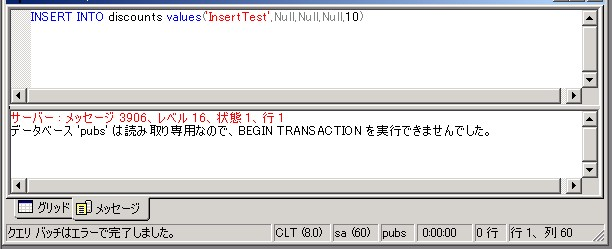 INSERT INTO discounts values('InsertTest',Null,Null,Null,10)
サーバー : メッセージ 3906、レベル 16、状態 1、行 1
データベース 'pubs' は読み取り専用なので、BEGIN TRANSACTION を実行できませんでした。
グリッド メッセージ
クエリ バッチはエラーで完了しました。 CLT (8.0) sa (60) pubs 0:00:00 0 行 行 1、列 60